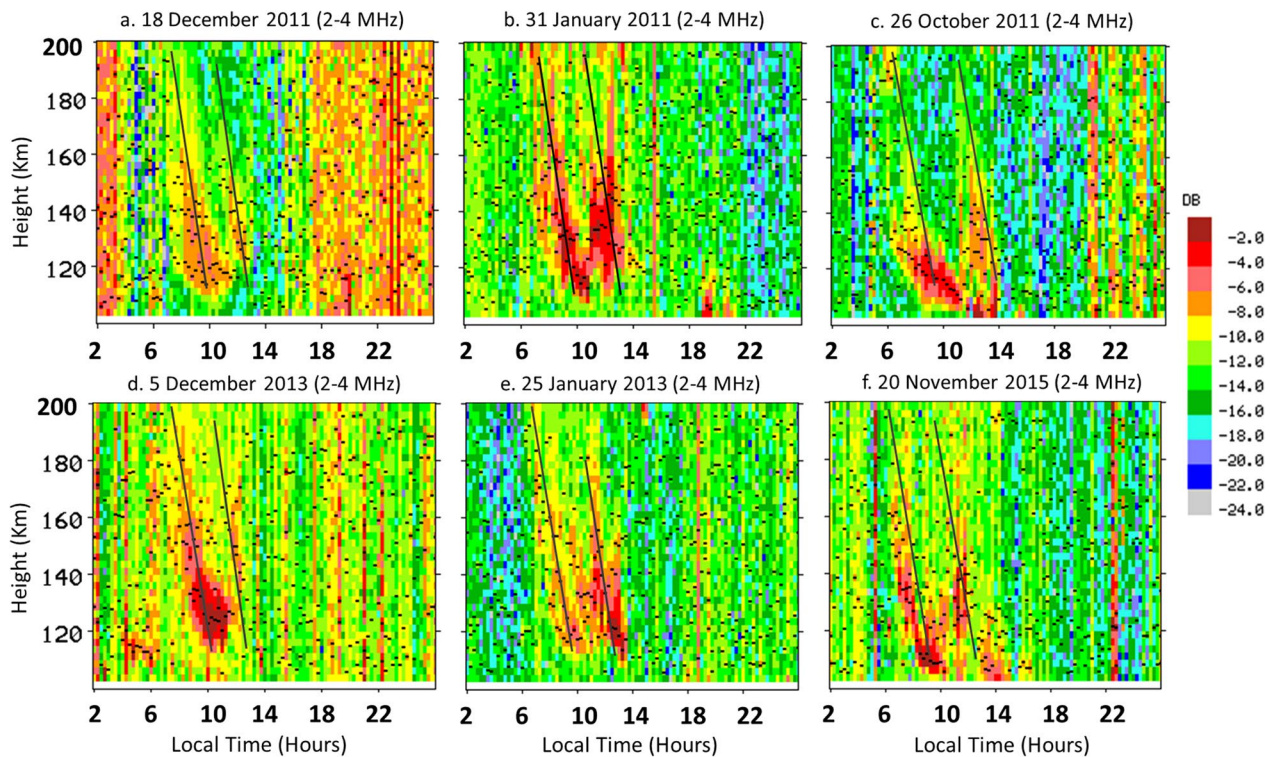 a. 18 December 2011 (2-4 MHz)
b. 31 January 2011 (2-4 MHz)
c. 26 October 2011 (2-4 MHz)
200
180
160
140
120
Height (Km)
2 6 10 14 18 22
2 6 10 14 18 22
2 6 10 14 18 22
DB
-2.0
-4.0
-6.0
-8.0
-10.0
-12.0
-14.0
-16.0
-18.0
-20.0
-22.0
-24.0
d. 5 December 2013 (2-4 MHz)
e. 25 January 2013 (2-4 MHz)
f. 20 November 2015 (2-4 MHz)
200
180
160
140
120
Height (Km)
2 6 10 14 18 22
2 6 10 14 18 22
2 6 10 14 18 22
Local Time (Hours)
Local Time (Hours)
Local Time (Hours)